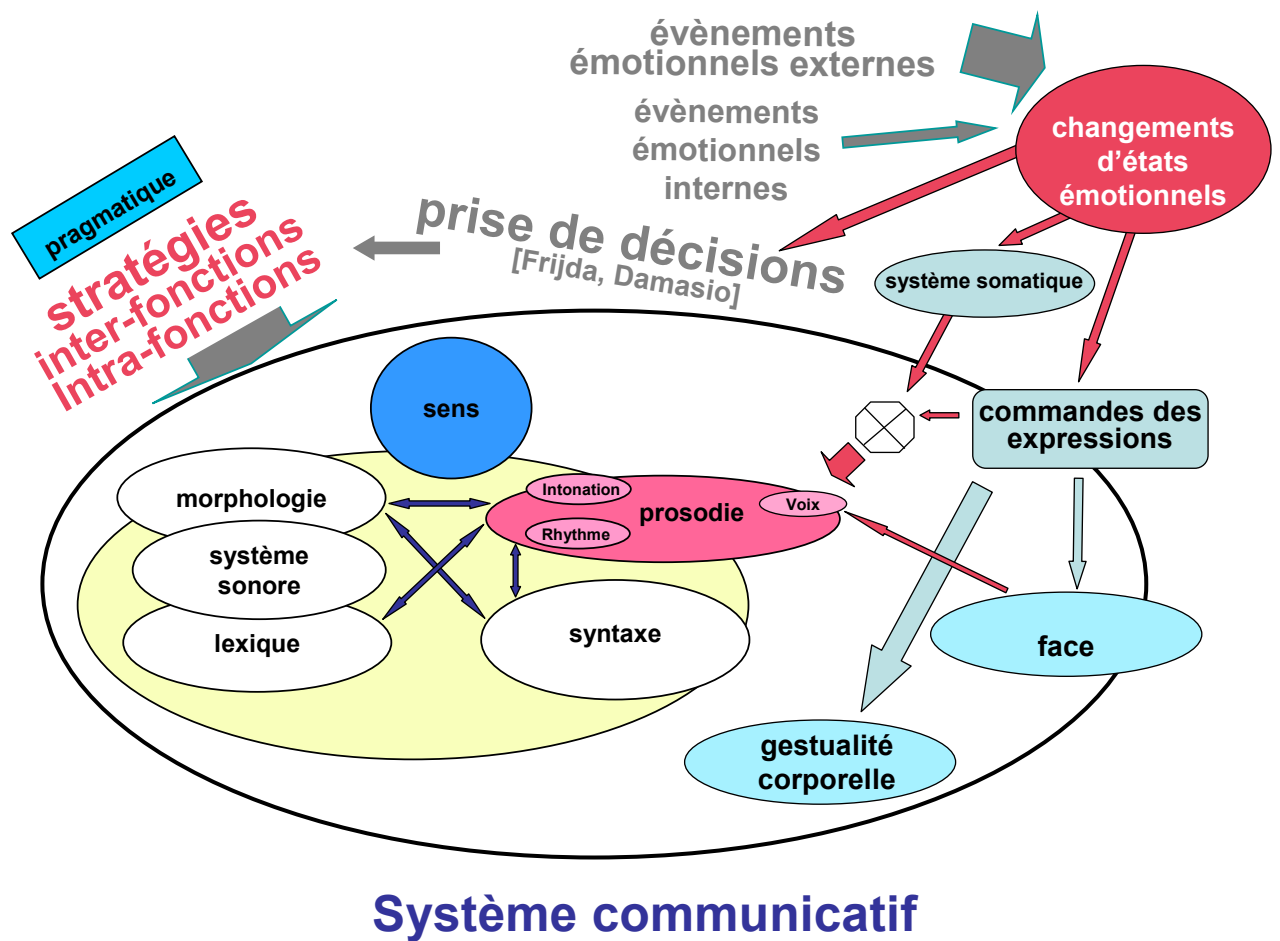 évènements
émotionnels externes
évènements
émotionnels
internes
changements
d'états
émotionnels
pragmatique
stratégies
inter-fonctions
Intra-fonctions
prise de décisions
[Frijda, Damasio]
système somatique
sens
commandes des
expressions
morphologie
Intonation
prosodie
Voix
Rhythme
système
sonore
lexique
syntaxe
face
gestualité
corporelle
Système communicatif